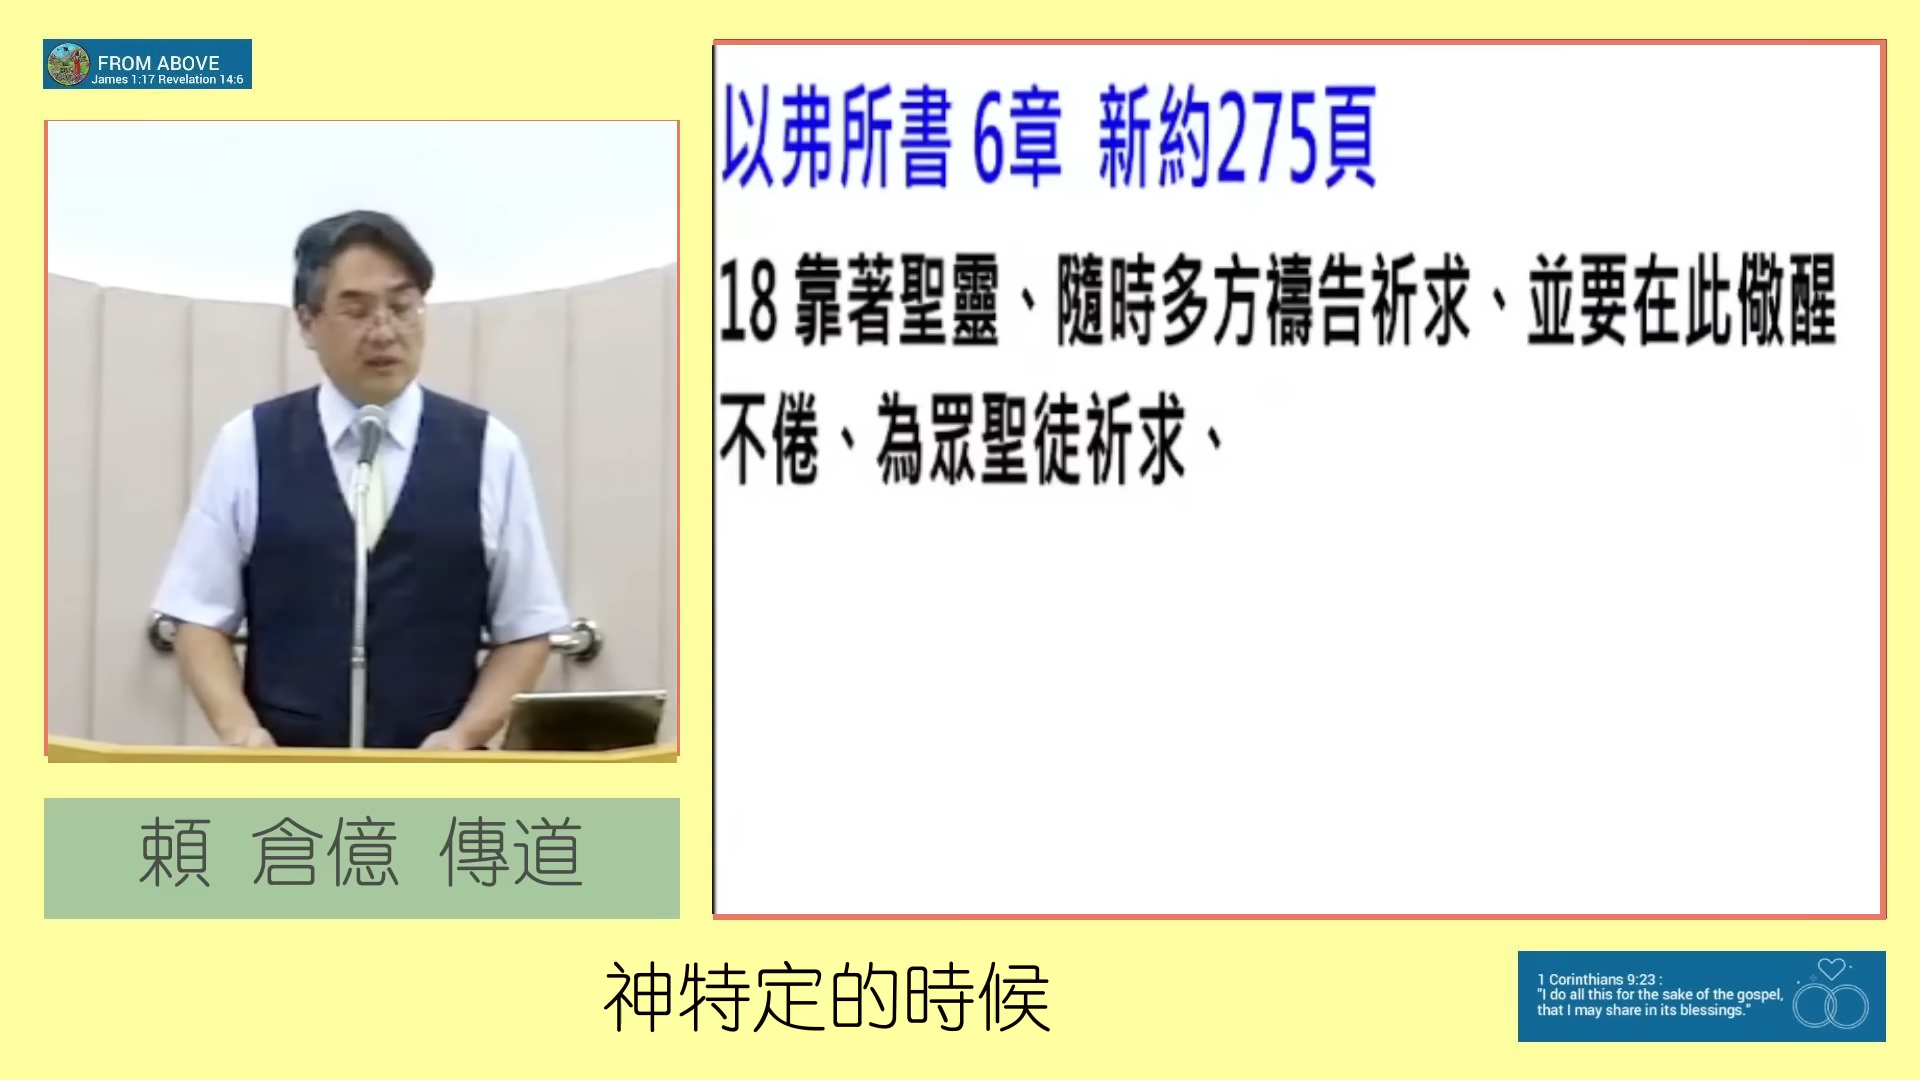 FROM ABOVE
James 1:17 Revelation 14:6
以弗所書 6章 新約275頁
18 靠著聖靈、隨時多方禱告祈求、並要在此儆醒
不倦、為眾聖徒祈求、
賴 倉億 傳道
神特定的時候
1 Corinthians 9:23 :
"I do all this for the sake of the gospel,
that I may share in its blessings."